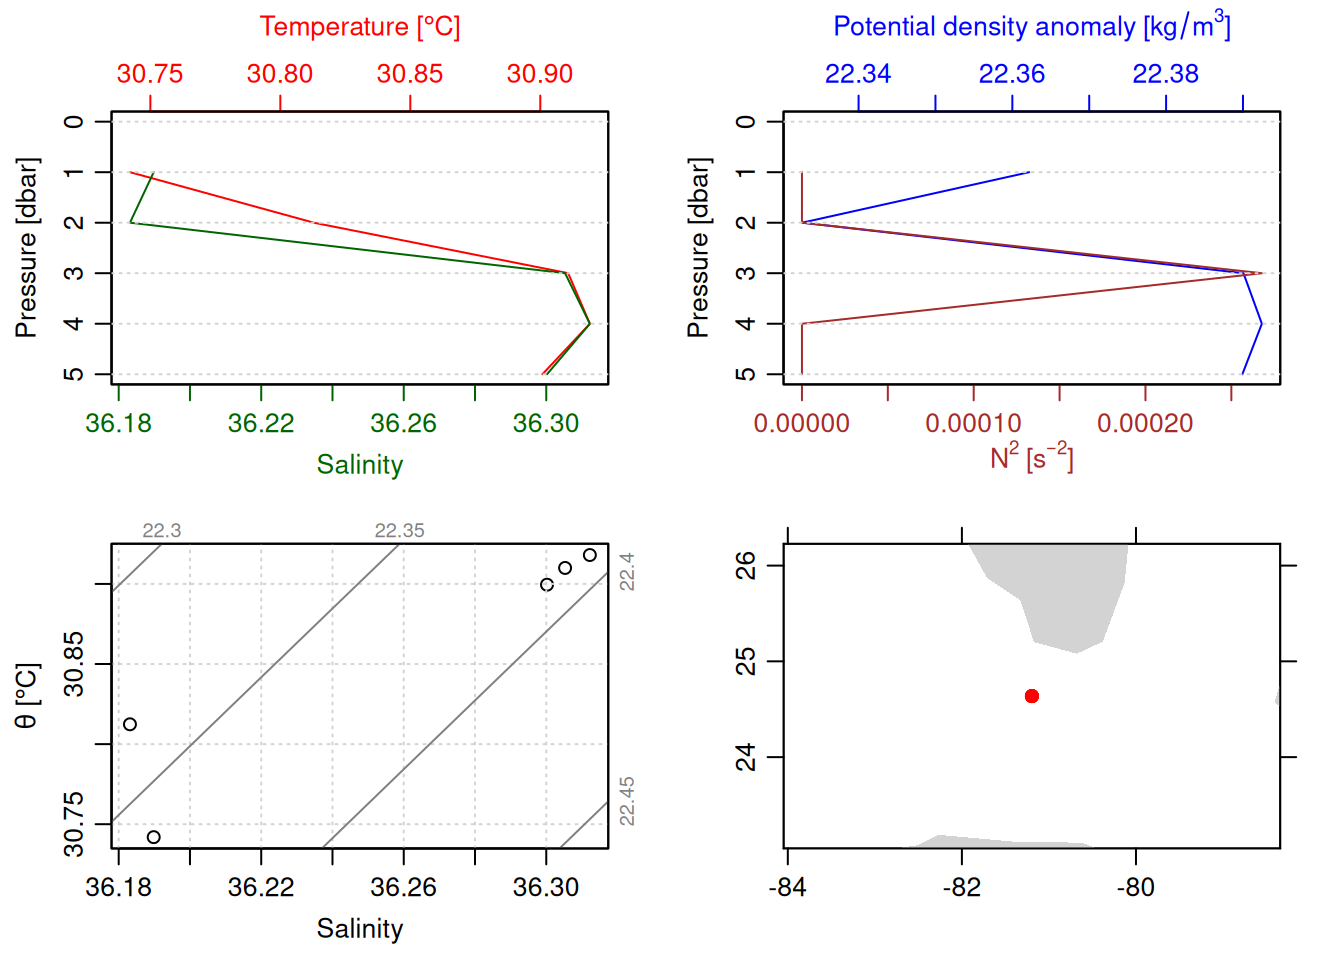 Temperature [°C]
30.75 30.80 30.85 30.90
Pressure [dbar]
0
1
2
3
4
5
36.18 36.22 36.26 36.30
Salinity
Potential density anomaly [kg/m³]
22.34 22.36 22.38
Pressure [dbar]
0
1
2
3
4
5
0.00000 0.00010 0.00020
N² [s⁻²]
22.3 22.35
22.4
22.45
θ [°C]
30.85
30.75
36.18 36.22 36.26 36.30
Salinity
26
25
24
-84 -82 -80